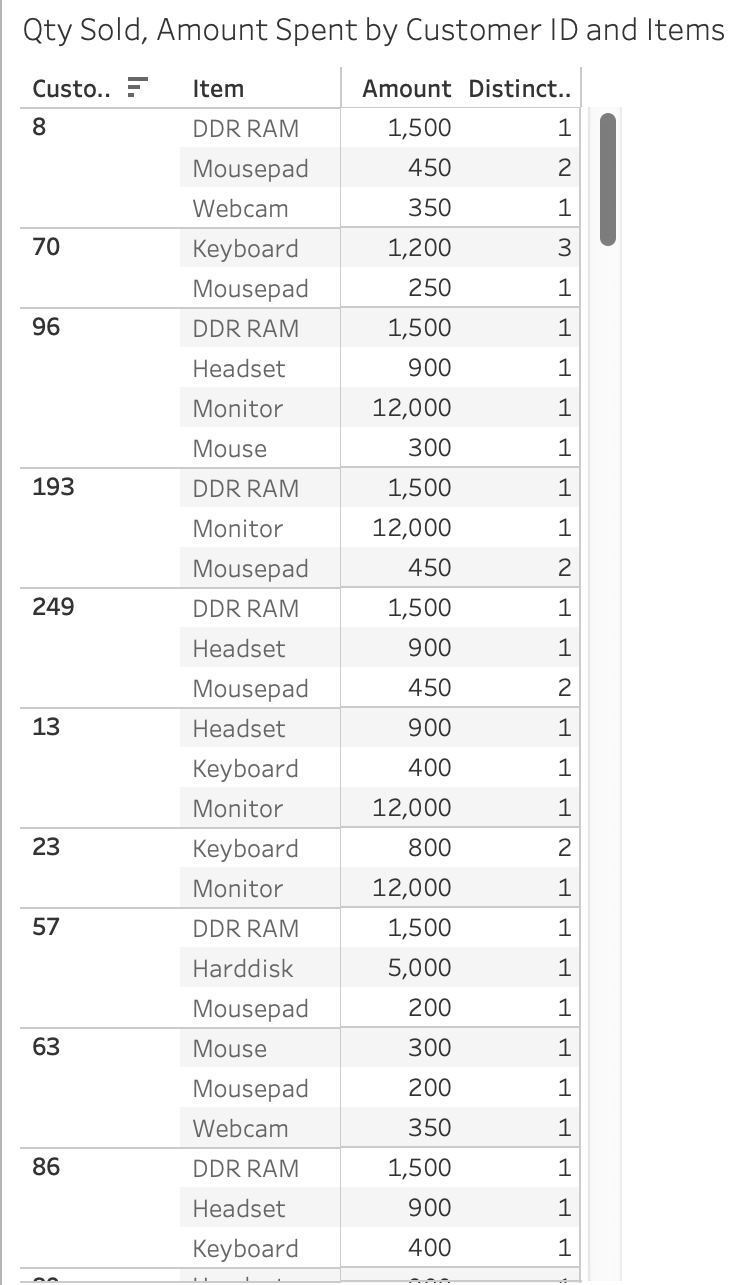 Qty Sold, Amount Spent by Customer ID and Items
Custo.. Item Amount Distinct..
8 DDR RAM 1,500 1
Mousepad 450 2
Webcam 350 1
70 Keyboard 1,200 3
Mousepad 250 1
96 DDR RAM 1,500 1
Headset 900 1
Monitor 12,000 1
Mouse 300 1
193 DDR RAM 1,500 1
Monitor 12,000 1
Mousepad 450 2
249 DDR RAM 1,500 1
Headset 900 1
Mousepad 450 2
13 Headset 900 1
Keyboard 400 1
Monitor 12,000 1
23 Keyboard 800 2
Monitor 12,000 1
57 DDR RAM 1,500 1
Harddisk 5,000 1
Mousepad 200 1
63 Mouse 300 1
Mousepad 200 1
Webcam 350 1
86 DDR RAM 1,500 1
Headset 900 1
Keyboard 400 1